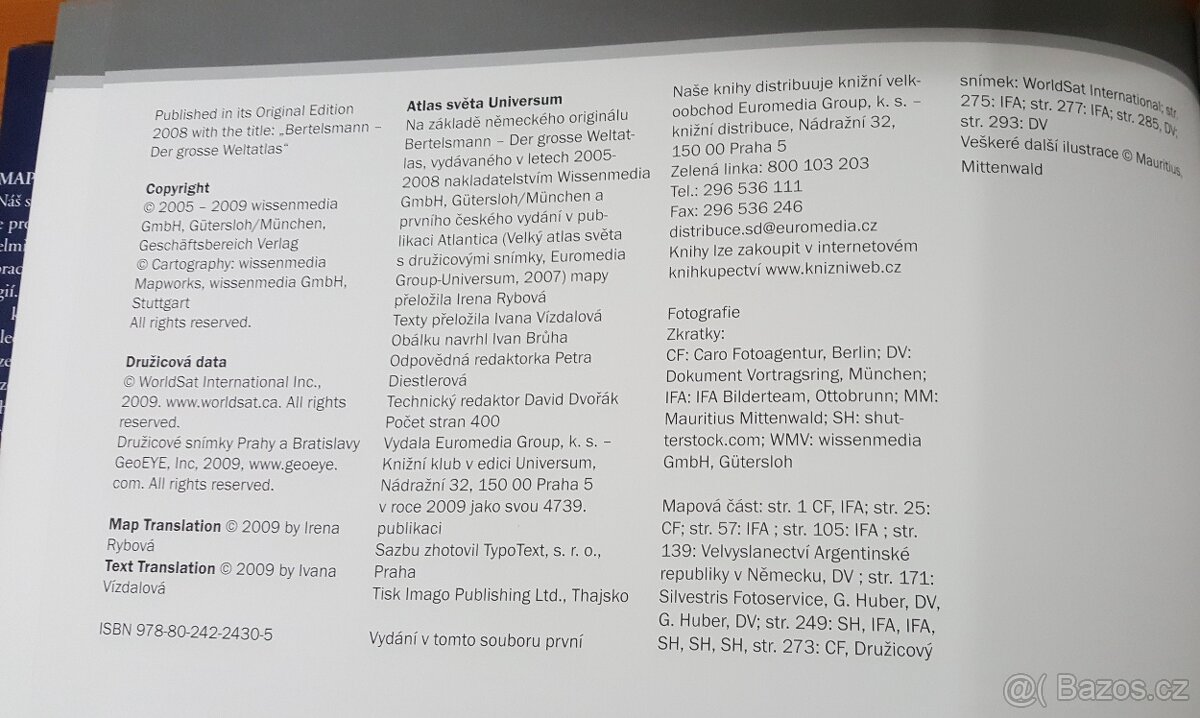 Published in its Original Edition
2008 with the title: „Bertelsmann –
Der grosse Weltatlas“
Copyright
© 2005 – 2009 wissenmedia
GmbH, Gütersloh/München,
Geschäftsbereich Verlag
© Cartography: wissenmedia
Mapworks, wissenmedia GmbH,
Stuttgart
All rights reserved.
Družicová data
© WorldSat International Inc.,
2009. www.worldsat.ca. All rights
reserved.
Družicové snímky Prahy a Bratislavy
GeoEYE, Inc, 2009, www.geoeye.
com. All rights reserved.
Map Translation © 2009 by Irena
Rybová
Text Translation © 2009 by Ivana
Vízdalová
ISBN 978-80-242-2430-5
Atlas světa Universum
Na základě německého originálu
Bertelsmann – Der grosse Weltat-
las, vydávaného v letech 2005-
2008 nakladatelstvím Wissenmedia
GmbH, Gütersloh/München a
prvního českého vydání v pub-
likaci Atlantica (Velký atlas světa
s družicovými snímky, Euromedia
Group-Universum, 2007) mapy
přeložila Irena Rybová
Texty přeložila Ivana Vízdalová
Obálku navrhl Ivan Brůha
Odpovědná redaktorka Petra
Diestlerová
Technický redaktor David Dvořák
Počet stran 400
Vydala Euromedia Group, k. s. –
Knižní klub v edici Universum,
Nádražní 32, 150 00 Praha 5
v roce 2009 jako svou 4739.
publikaci
Sazbu zhotovil TypoText, s. r. o.,
Praha
Tisk Imago Publishing Ltd., Thajsko
Vydání v tomto souboru první
Naše knihy distribuuje knižní velk-
oobchod Euromedia Group, k. s. –
knižní distribuce, Nádražní 32,
150 00 Praha 5
Zelená linka: 800 103 203
Tel.: 296 536 111
Fax: 296 536 246
distribuce.sd@euromedia.cz
Knihy lze zakoupit v internetovém
knihkupectví www.knizniweb.cz
Fotografie
Zkratky:
CF: Caro Fotoagentur, Berlin; DV:
Dokument Vortragsring, München;
IFA: IFA Bilderteam, Ottobrunn; MM:
Mauritius Mittenwald; SH: shut-
terstock.com; WMV: wissenmedia
GmbH, Gütersloh
Mapová část: str. 1 CF, IFA; str. 25:
CF; str. 57: IFA ; str. 105: IFA ; str.
139: Velvyslanectví Argentinské
republiky v Německu, DV ; str. 171:
Silvestris Fotoservice, G. Huber, DV,
G. Huber, DV; str. 249: SH, IFA, IFA,
SH, SH, SH, str. 273: CF, Družicový
snímek: WorldSat International; str.
275: IFA; str. 277: IFA; str. 285, DV;
str. 293: DV
Veškeré další ilustrace © Mauritius,
Mittenwald
MAP
Náš s
@( Bazos.cz